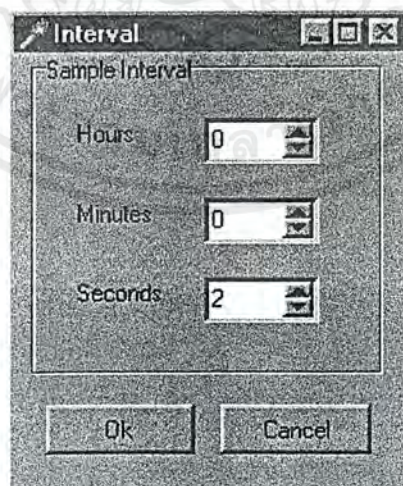 Interval
Sample Interval
Hours 0
Minutes 0
Seconds 2
Ok Cancel